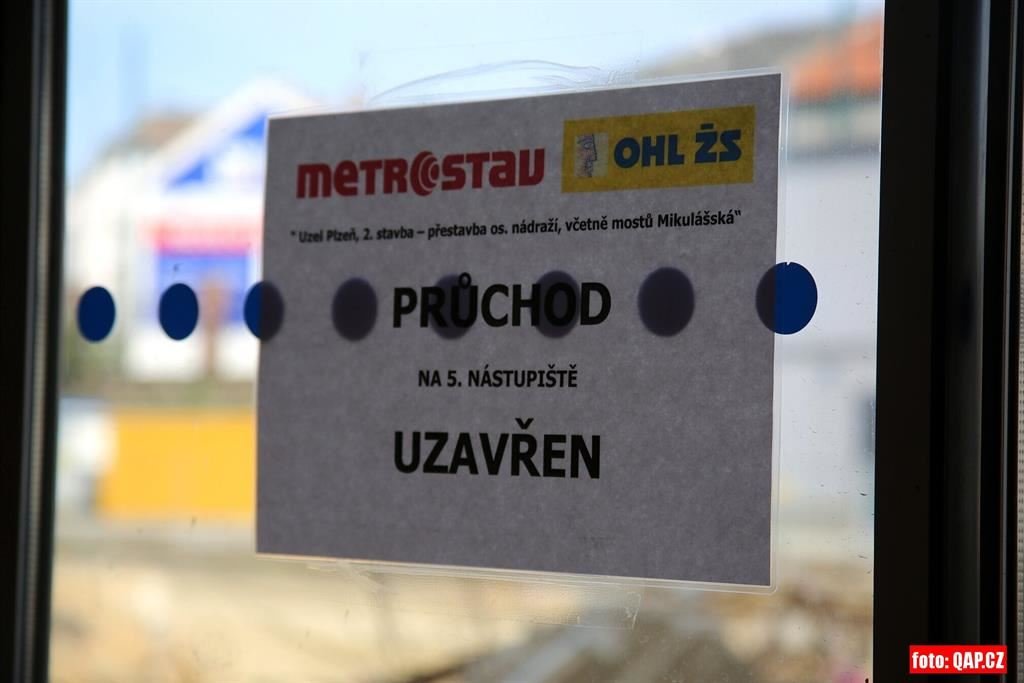 METROSTAV OHL ŽS
" Uzel Plzeň, 2. stavba – přestavba os. nádraží, včetně mostů Mikulášská“
PRŮCHOD
NA 5. NÁSTUPIŠTĚ
UZAVŘEN
foto: QAP.CZ